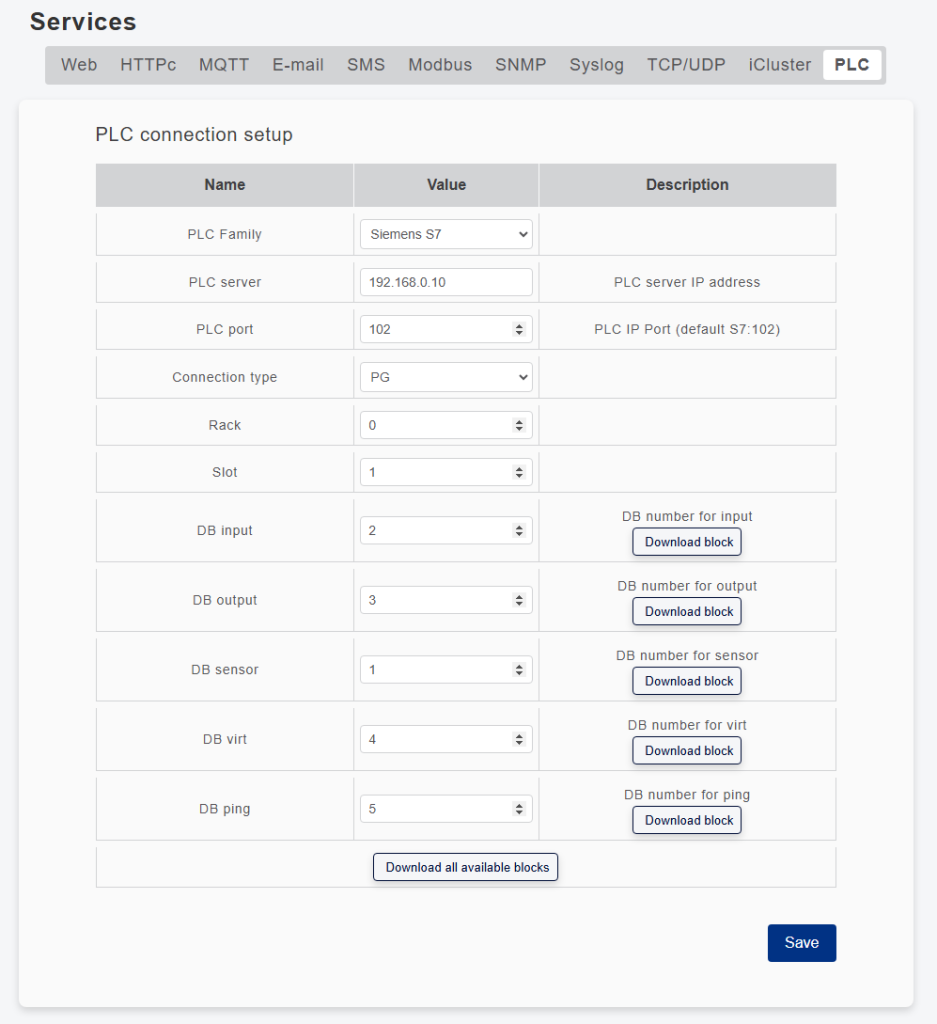 Services
Web HTTPc MQTT E-mail SMS Modbus SNMP Syslog TCP/UDP iCluster PLC
PLC connection setup
Name Value Description
PLC Family Siemens S7
PLC server 192.168.0.10 PLC server IP address
PLC port 102 PLC IP Port (default S7:102)
Connection type PG
Rack 0
Slot 1
DB number for input
DB input 2
Download block
DB number for output
DB output 3
Download block
DB number for sensor
DB sensor 1
Download block
DB number for virt
DB virt 4
Download block
DB number for ping
DB ping 5
Download block
Download all available blocks
Save